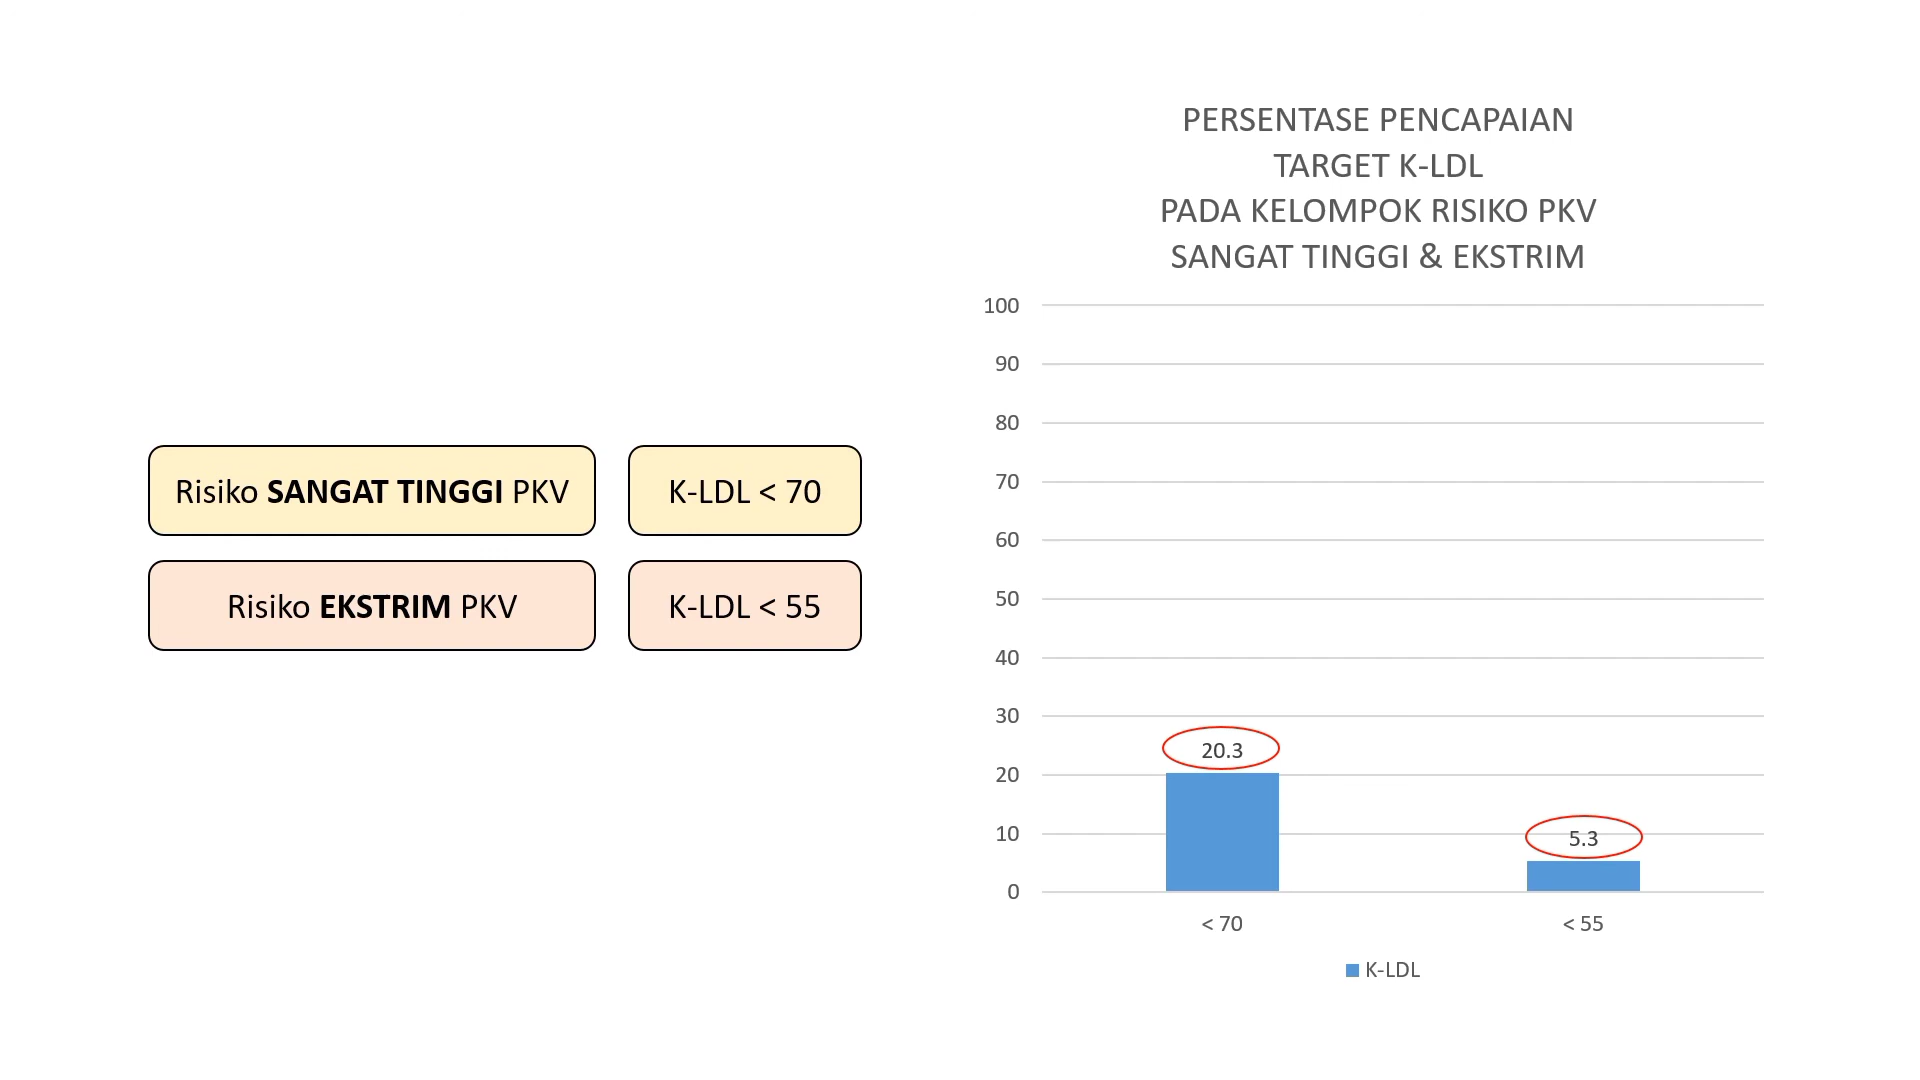 Risiko SANGAT TINGGI PKV
K-LDL < 70
Risiko EKSTRIM PKV
K-LDL < 55
PERSENTASE PENCAPAIAN
TARGET K-LDL
PADA KELOMPOK RISIKO PKV
SANGAT TINGGI & EKSTRIM
100
90
80
70
60
50
40
30
20
10
0
20.3
5.3
< 70
< 55
K-LDL